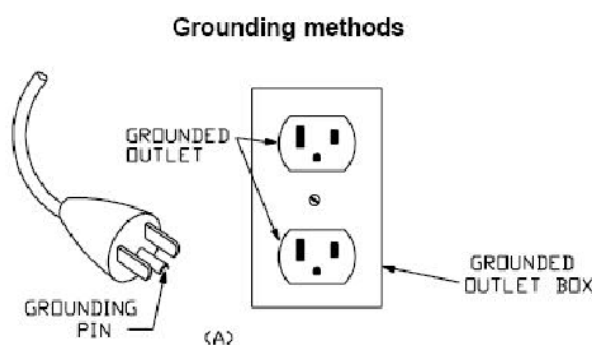 Grounding methods
GROUNDED
OUTLET
GROUNDED
OUTLET BOX
GROUNDING
PIN
(A)